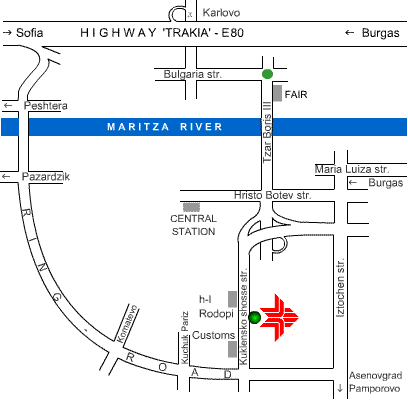 Karlovo
→ Sofia
HIGHWAY 'TRAKIA' - E80
← Burgas
Bulgaria str.
FAIR
← Peshtera
Tzar Boris III
MARITZA RIVER
Maria Luiza str.
← Pazardzik
← Burgas
Hristo Botev str.
CENTRAL
STATION
RING-ROAD
Kuklensko shosse str.
Iztochen str.
h-l
Rodopi
Komatevo
Kuchuk Pariz
Customs
Asenovgrad
↓ Pamporovo